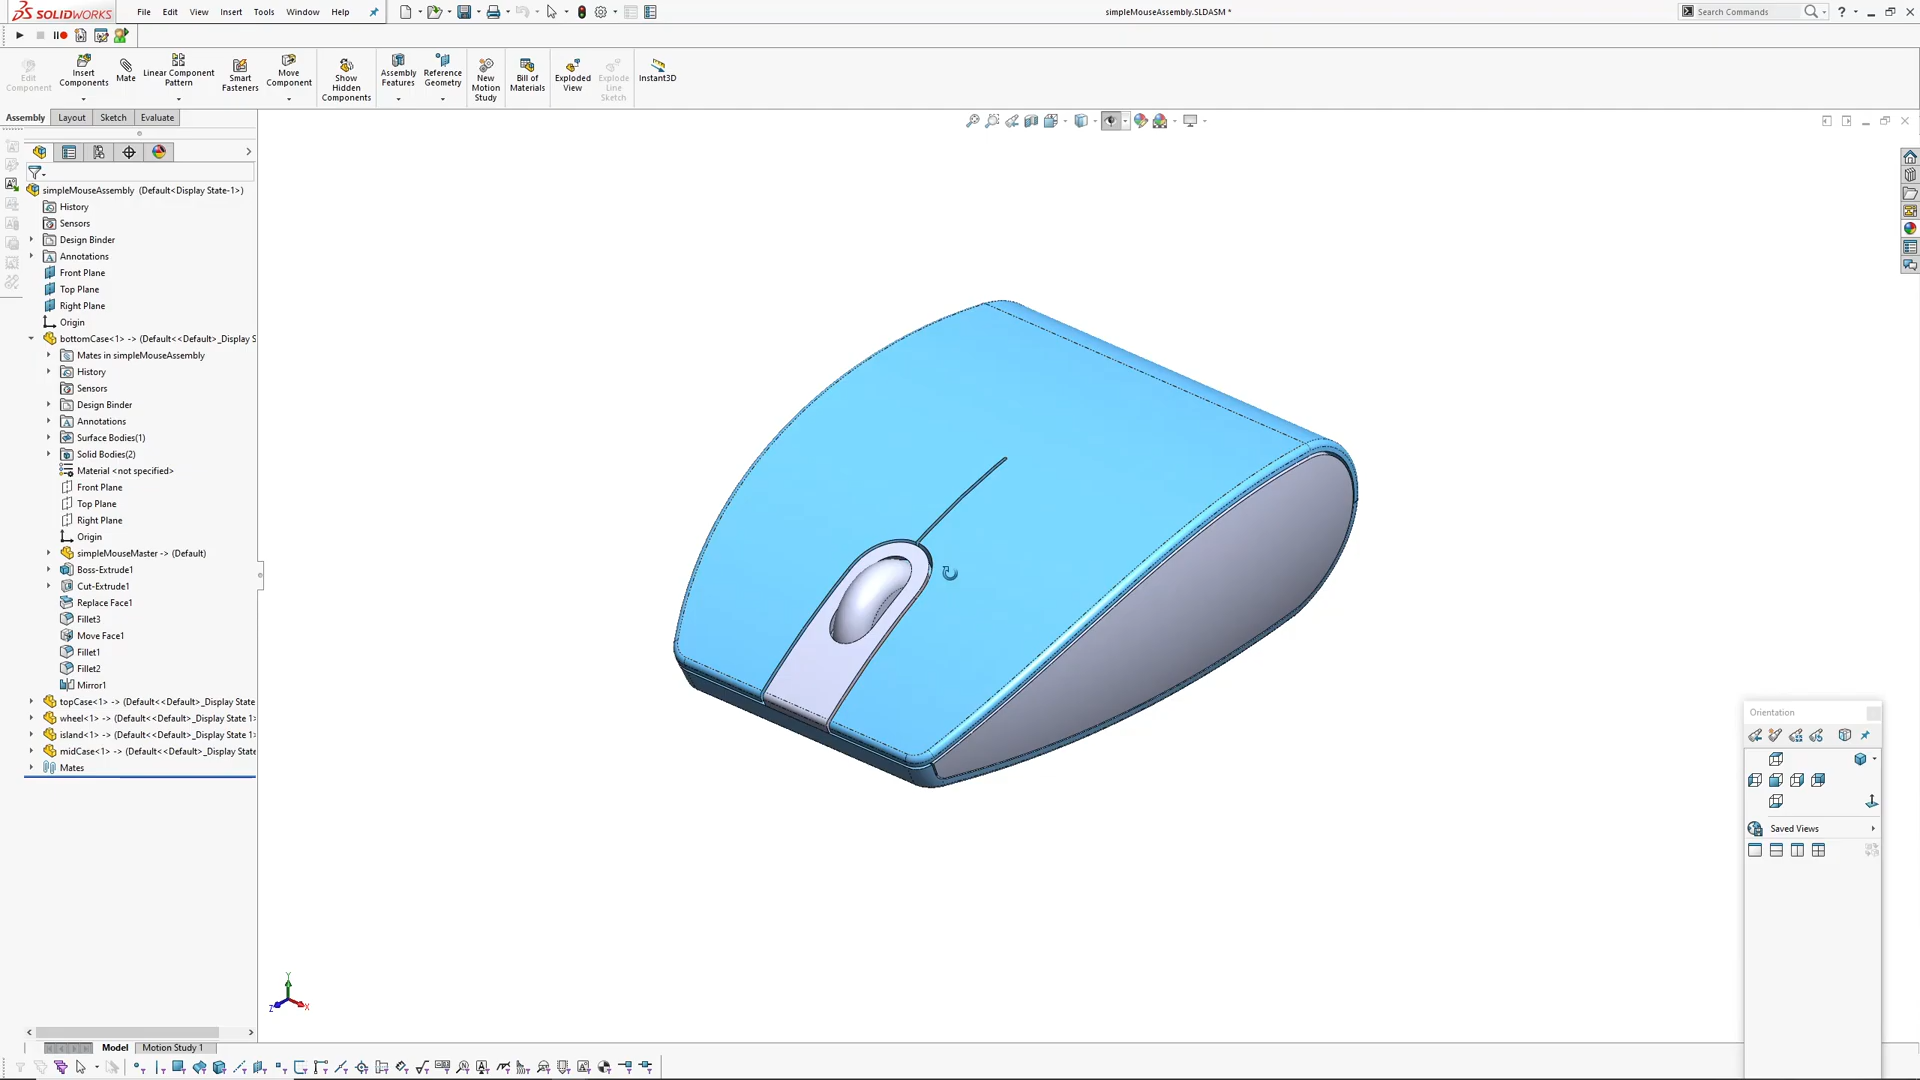 SOLIDWORKS File Edit View Insert Tools Window Help simpleMouseAssembly.SLDASM * Search Commands
Edit Component
Insert Components
Mate
Linear Component Pattern
Smart Fasteners
Move Component
Show Hidden Components
Assembly Features
Reference Geometry
New Motion Study
Bill of Materials
Exploded View
Explode Line Sketch
Instant3D
Assembly Layout Sketch Evaluate
simpleMouseAssembly (Default<Display State-1>)
History
Sensors
Design Binder
Annotations
Front Plane
Top Plane
Right Plane
Origin
bottomCase<1> -> (Default<<Default>_Display S
Mates in simpleMouseAssembly
History
Sensors
Design Binder
Annotations
Surface Bodies(1)
Solid Bodies(2)
Material <not specified>
Front Plane
Top Plane
Right Plane
Origin
simpleMouseMaster -> (Default)
Boss-Extrude1
Cut-Extrude1
Replace Face1
Fillet3
Move Face1
Fillet1
Fillet2
Mirror1
topCase<1> -> (Default<<Default>_Display State
wheel<1> -> (Default<<Default>_Display State 1>
island<1> -> (Default<<Default>_Display State 1>
midCase<1> -> (Default<<Default>_Display State
Mates
Orientation
Saved Views
Y
Z X
Model Motion Study 1